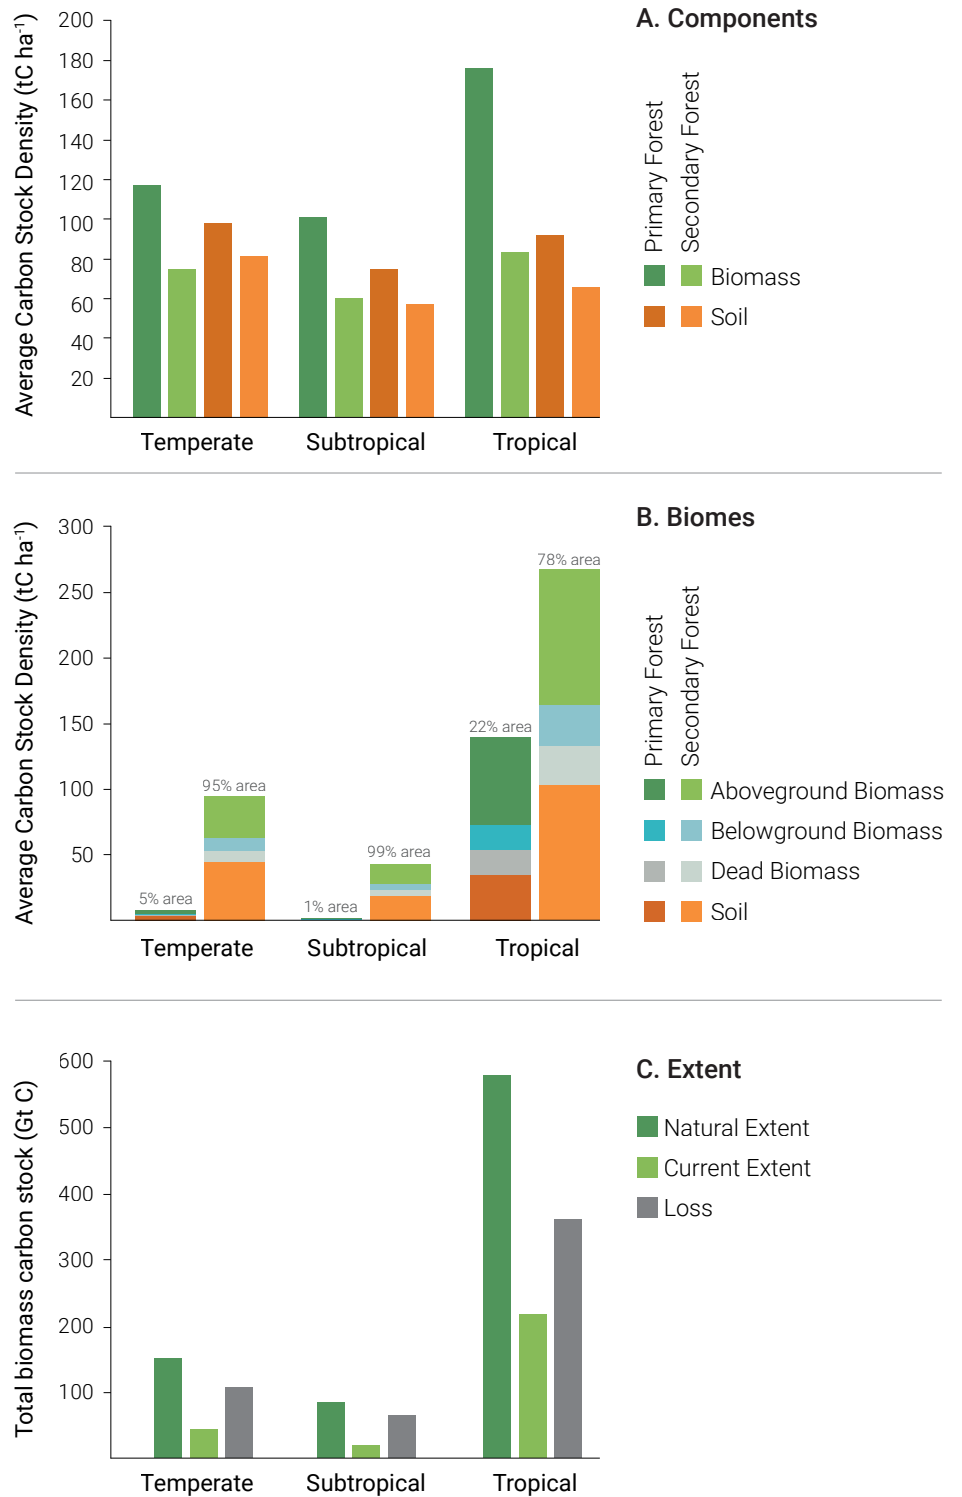 A. Components
Average Carbon Stock Density (tC ha-1)
200
180
160
140
120
100
80
60
40
20
Temperate
Subtropical
Tropical
Primary Forest
Secondary Forest
Biomass
Soil
B. Biomes
Average Carbon Stock Density (tC ha-1)
300
250
200
150
100
50
5% area
95% area
1% area
99% area
22% area
78% area
Temperate
Subtropical
Tropical
Primary Forest
Secondary Forest
Aboveground Biomass
Belowground Biomass
Dead Biomass
Soil
C. Extent
Total biomass carbon stock (Gt C)
600
500
400
300
200
100
Temperate
Subtropical
Tropical
Natural Extent
Current Extent
Loss